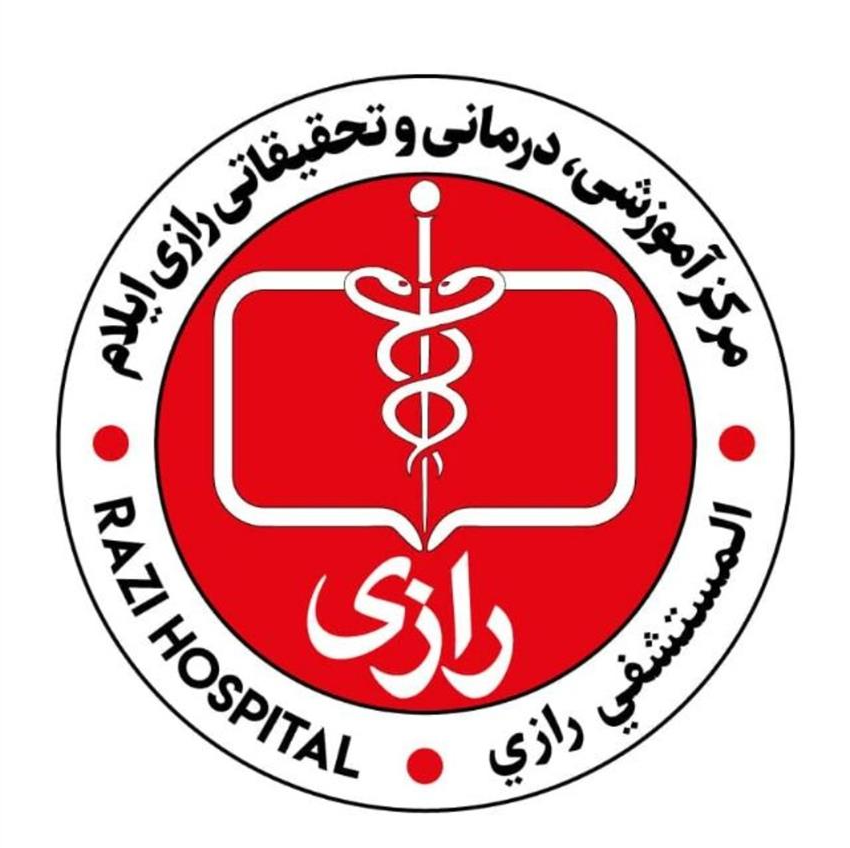 مرکز آموزشی، درمانی و تحقیقاتی رازی ایلام
رازی
المستشفي رازي
RAZI HOSPITAL